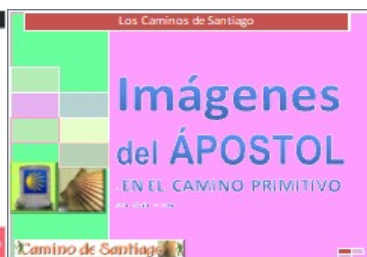 Los Caminos de Santiago
Imágenes
del ÁPOSTOL
EN EL CAMINO PRIMITIVO
Camino de Santiago